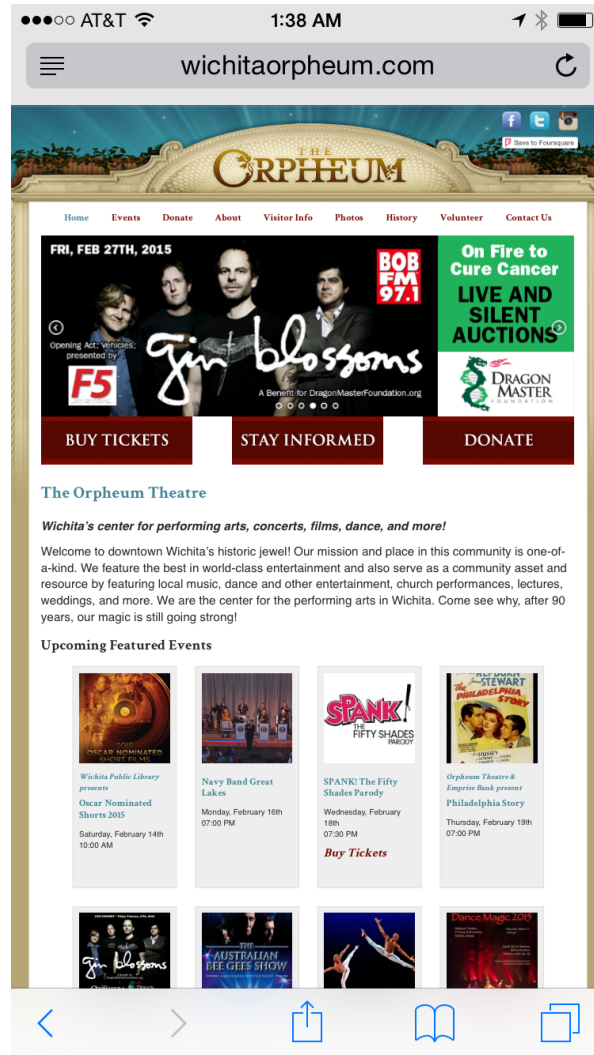 AT&T
1:38 AM
wichitaorpheum.com
Save to Foursquare
THE
ORPHEUM
Home Events Donate About Visitor Info Photos History Volunteer Contact Us
FRI, FEB 27TH, 2015
BOB
FM
97.1
Opening Act: Vehicles;
presented by
F5
gin blossoms
A Benefit for DragonMasterFoundation.org
On Fire to
Cure Cancer
LIVE AND
SILENT
AUCTIONS
DRAGON
MASTER
FOUNDATION
BUY TICKETS
STAY INFORMED
DONATE
The Orpheum Theatre
Wichita's center for performing arts, concerts, films, dance, and more!
Welcome to downtown Wichita's historic jewel! Our mission and place in this community is one-of-
a-kind. We feature the best in world-class entertainment and also serve as a community asset and
resource by featuring local music, dance and other entertainment, church performances, lectures,
weddings, and more. We are the center for the performing arts in Wichita. Come see why, after 90
years, our magic is still going strong!
Upcoming Featured Events
2015
OSCAR NOMINATED
SHORT FILMS
Wichita Public Library
presents
Oscar Nominated
Shorts 2015
Saturday, February 14th
10:00 AM
Navy Band Great
Lakes
Monday, February 16th
07:00 PM
SPANK!
THE
FIFTY SHADES
PARODY
SPANK! The Fifty
Shades Parody
Wednesday, February
18th
07:30 PM
Buy Tickets
HEPBURN
STEWART
The
PHILADELPHIA
STORY
HUSSEY
Orpheum Theatre &
Emprise Bank present
Philadelphia Story
Thursday, February 19th
07:00 PM
gin blossoms
THE
AUSTRALIAN
BEE GEES SHOW
Dance Magic 2015